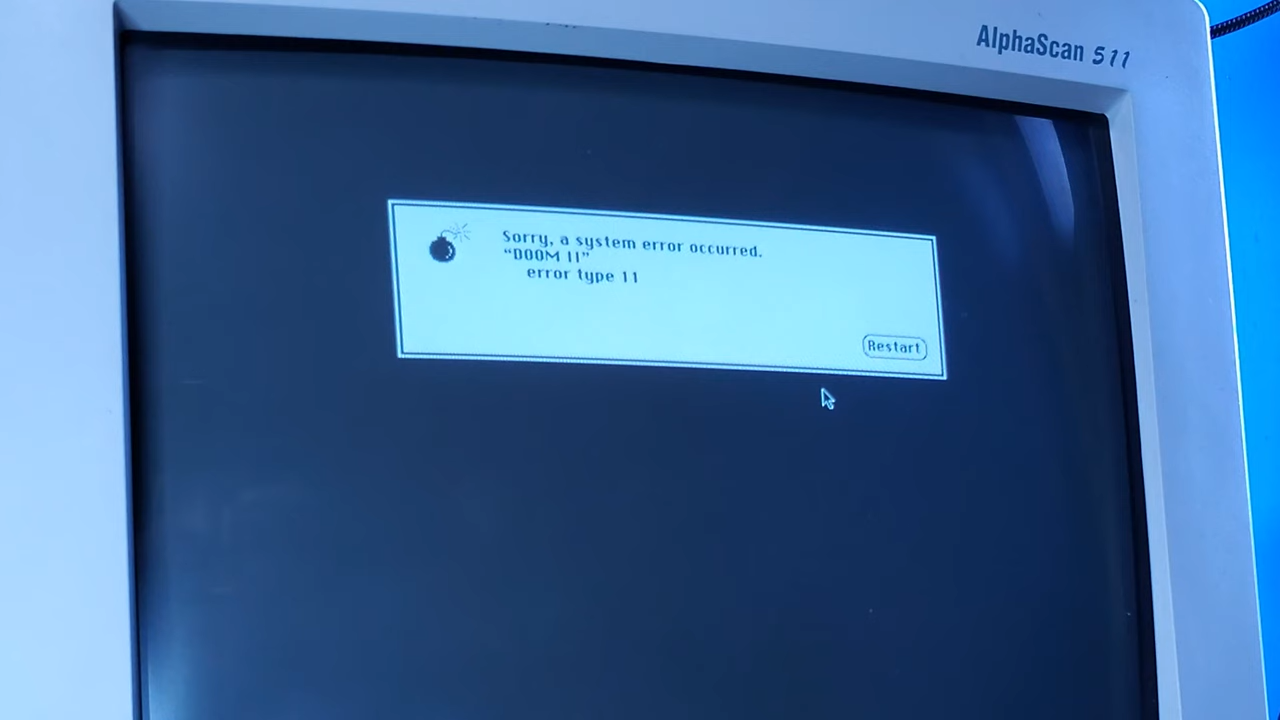 AlphaScan 511
Sorry, a system error occurred.
“DOOM II”
error type 11
Restart